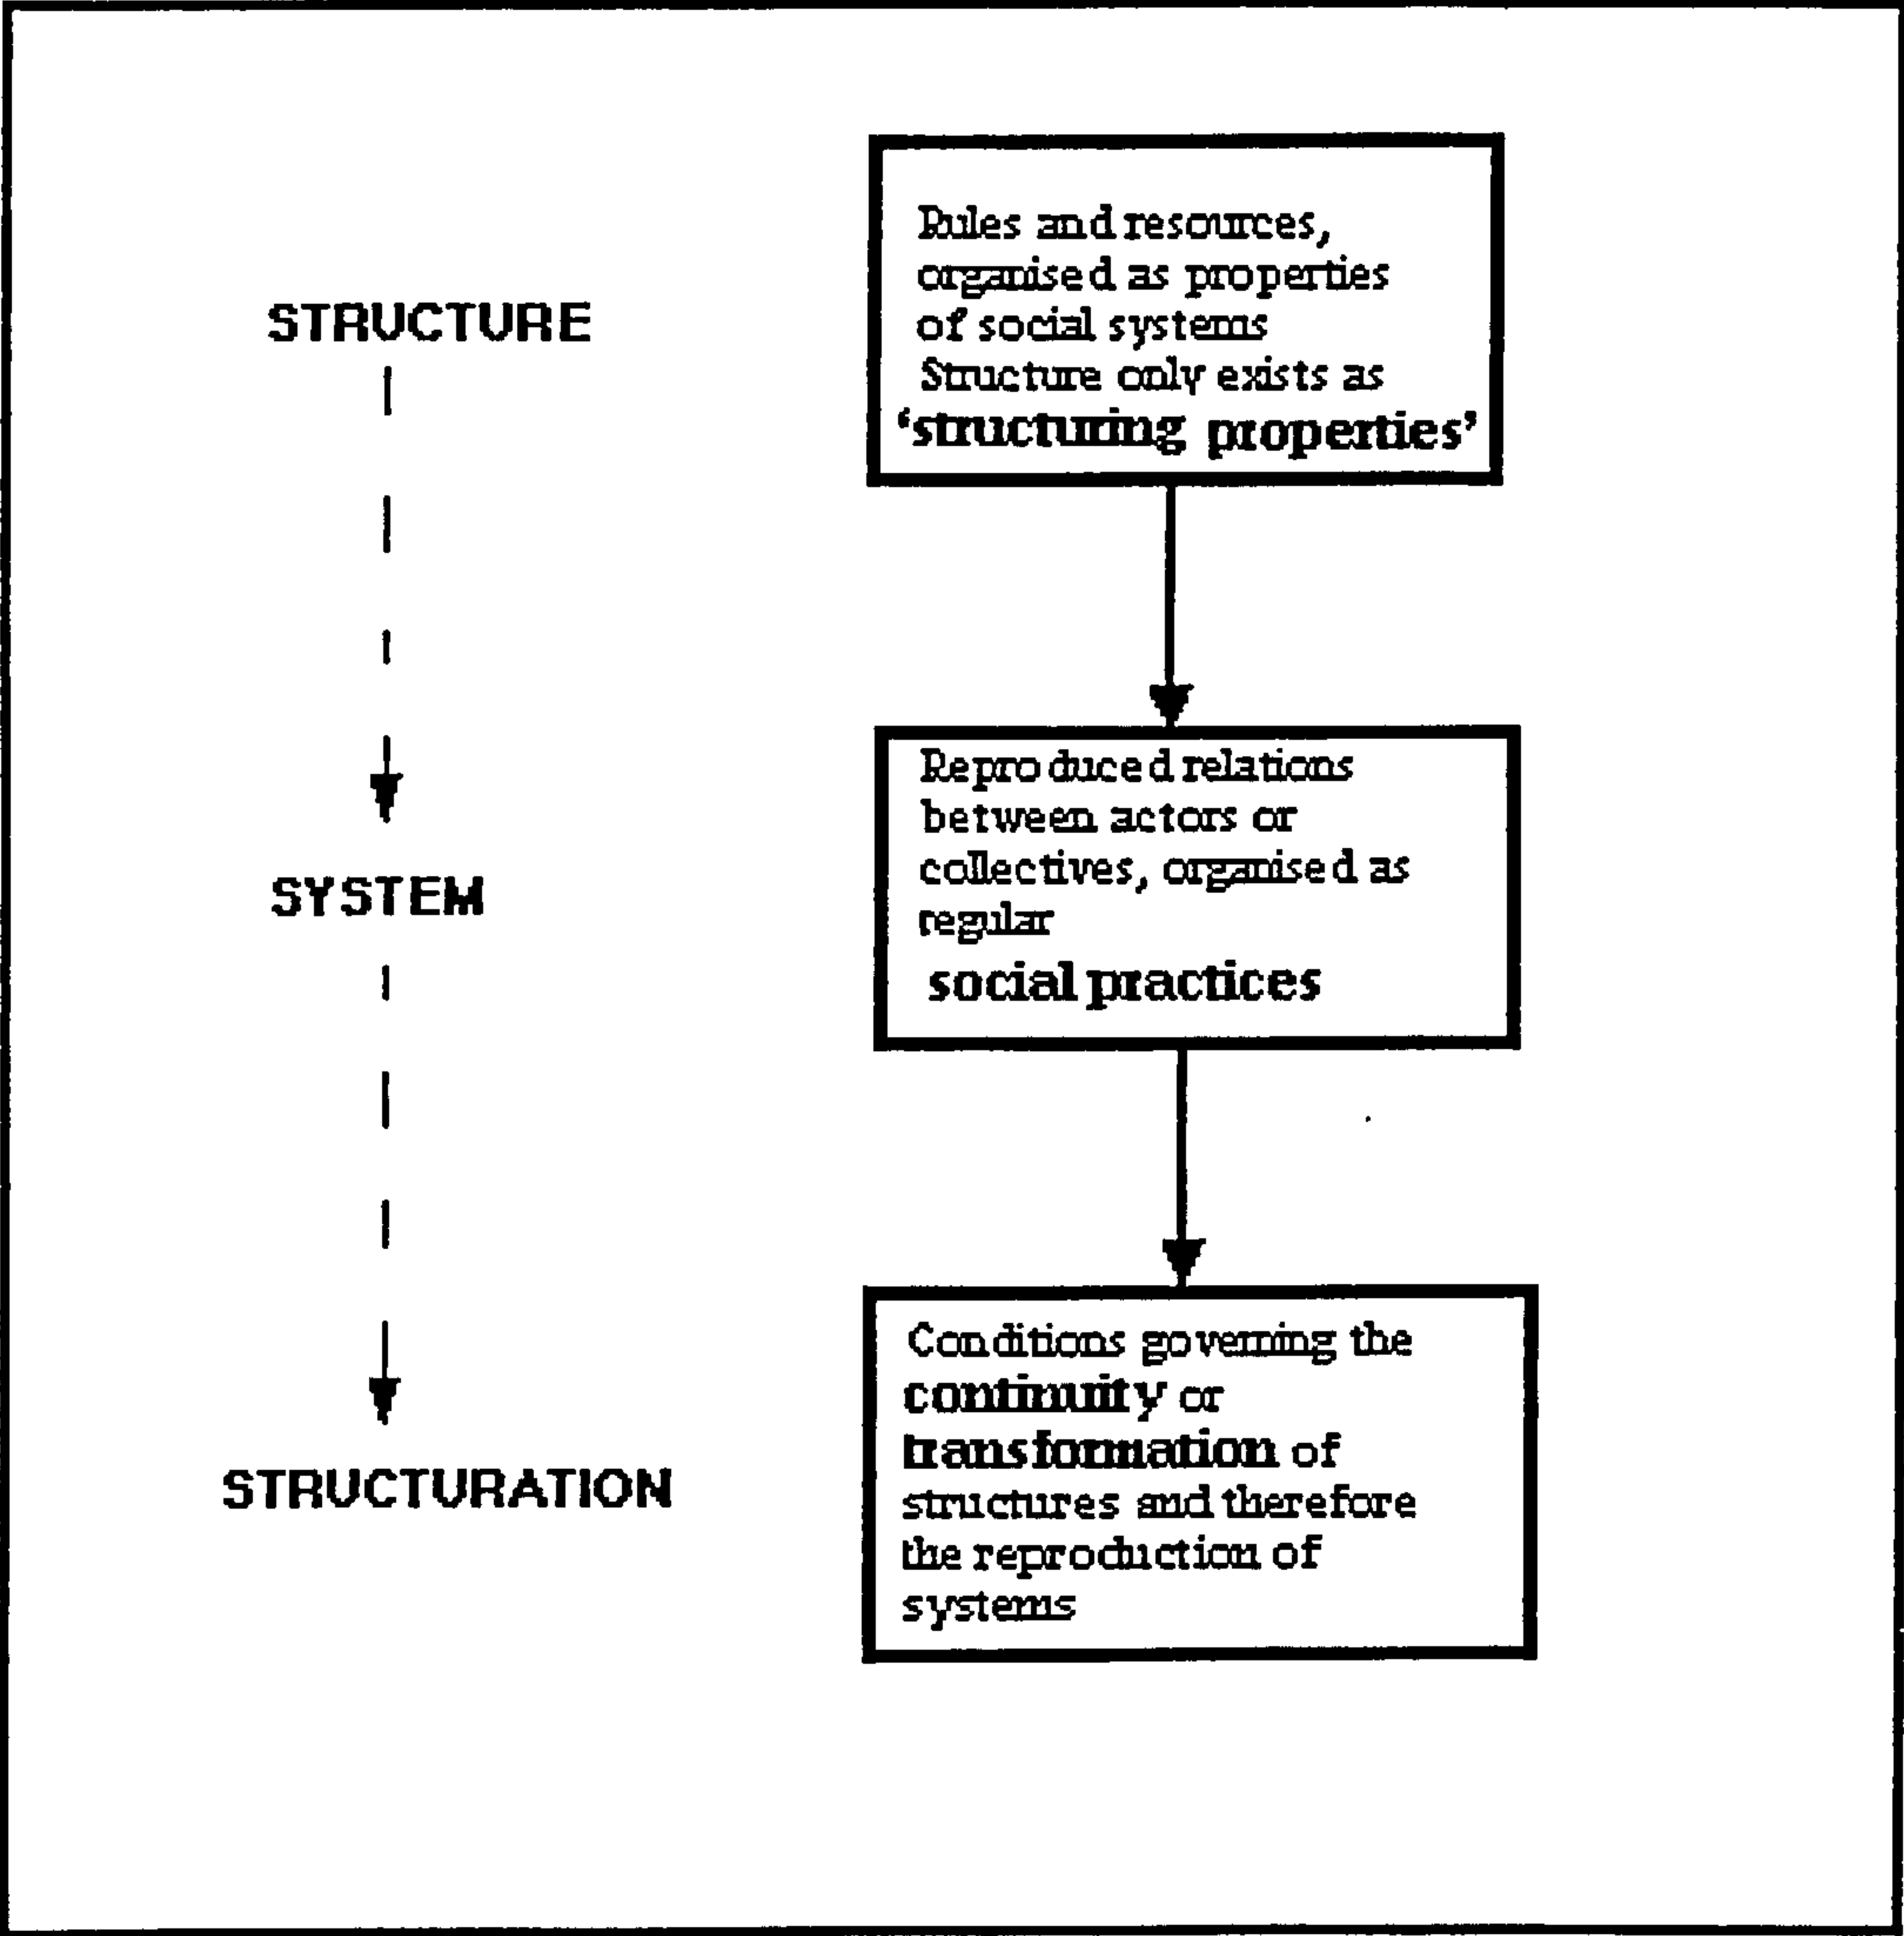 STRUCTURE
Rules and resources,
organised as properties
of social systems
Structure only exists as
'structuring properties'
SYSTEM
Reproduced relations
between actors or
collectives, organised as
regular
social practices
STRUCTURATION
Conditions governing the
continuity or
transformation of
structures and therefore
the reproduction of
systems